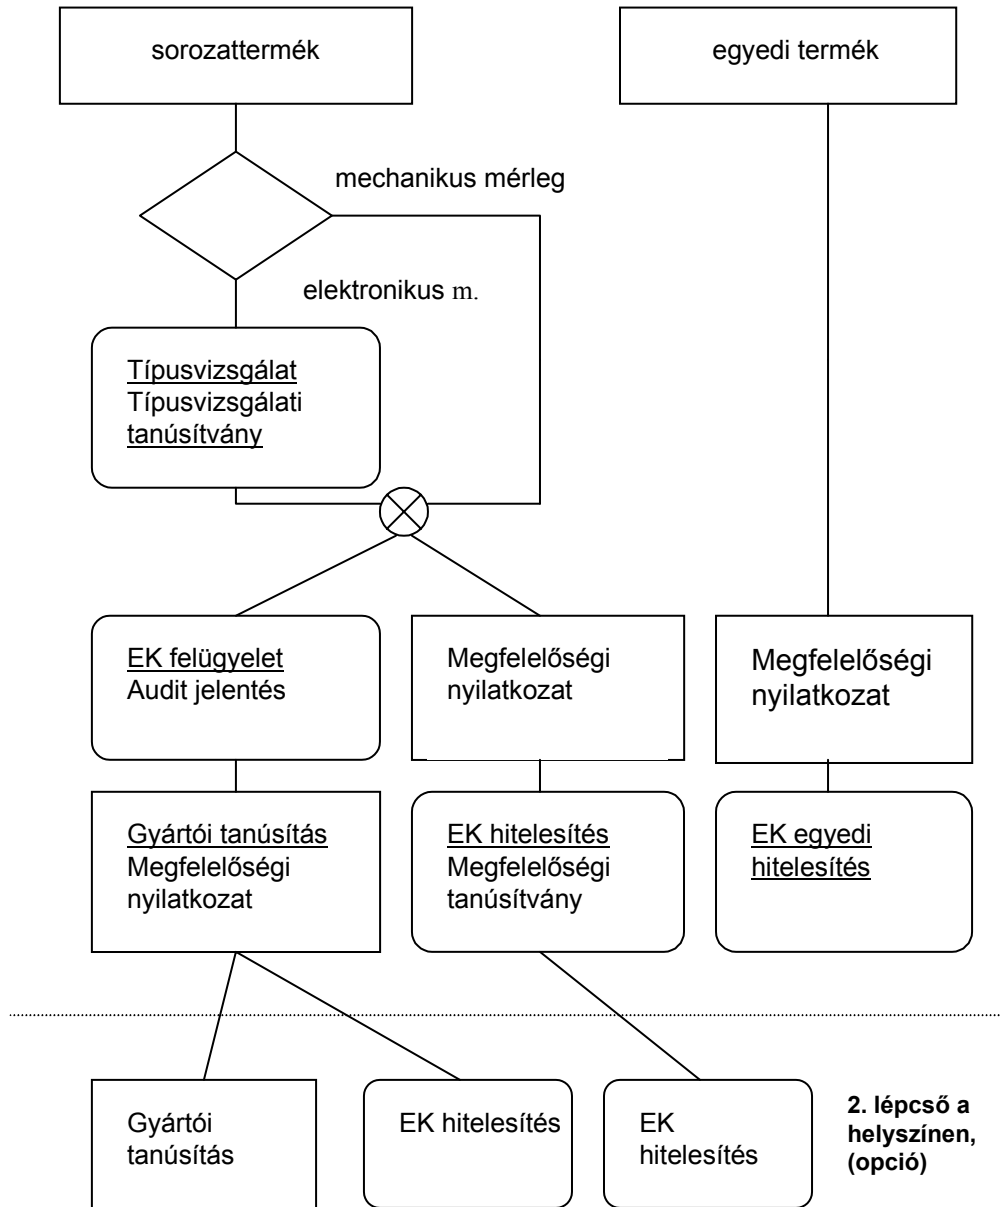 sorozattermék
egyedi termék
mechanikus mérleg
elektronikus m.
Típusvizsgálat
Típusvizsgálati
tanúsítvány
EK felügyelet
Audit jelentés
Megfelelőségi
nyilatkozat
Megfelelőségi
nyilatkozat
Gyártói tanúsítás
Megfelelőségi
nyilatkozat
EK hitelesítés
Megfelelőségi
tanúsítvány
EK egyedi
hitelesítés
Gyártói
tanúsítás
EK hitelesítés
EK
hitelesítés
2. lépcső a
helyszínen,
(opció)